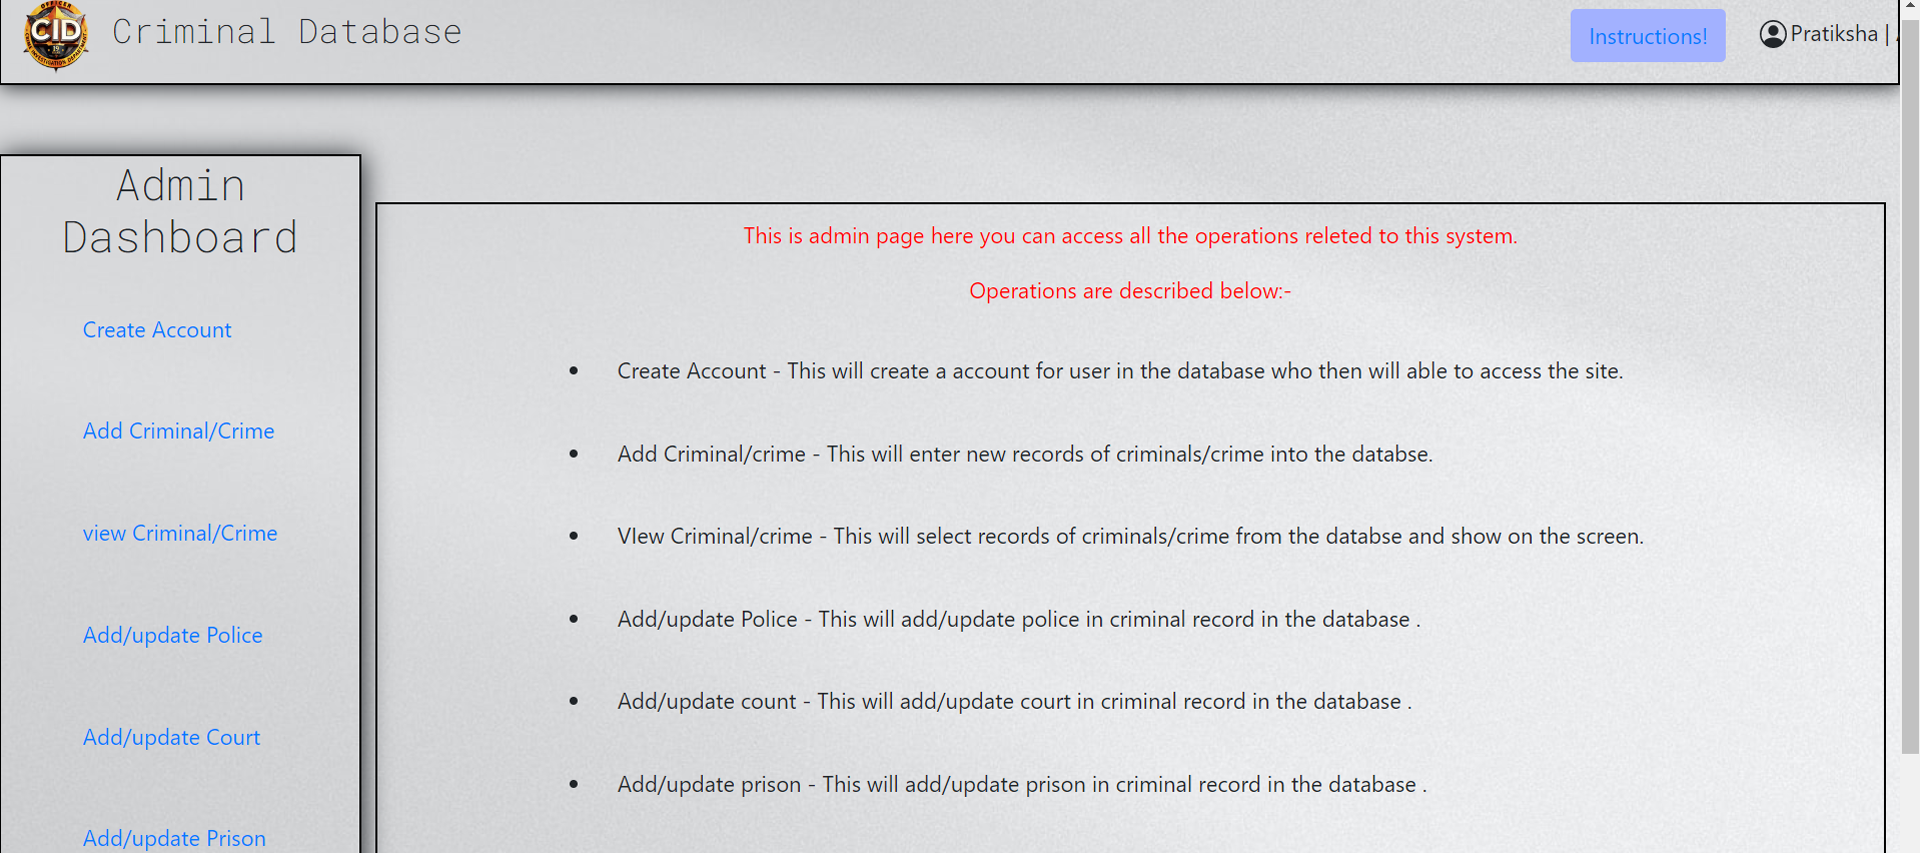 CID
Criminal Database
Instructions!
Pratiksha |
Admin
Dashboard
Create Account
Add Criminal/Crime
view Criminal/Crime
Add/update Police
Add/update Court
Add/update Prison
This is admin page here you can access all the operations releted to this system.
Operations are described below:-
Create Account - This will create a account for user in the database who then will able to access the site.
Add Criminal/crime - This will enter new records of criminals/crime into the databse.
VIew Criminal/crime - This will select records of criminals/crime from the databse and show on the screen.
Add/update Police - This will add/update police in criminal record in the database .
Add/update count - This will add/update court in criminal record in the database .
Add/update prison - This will add/update prison in criminal record in the database .